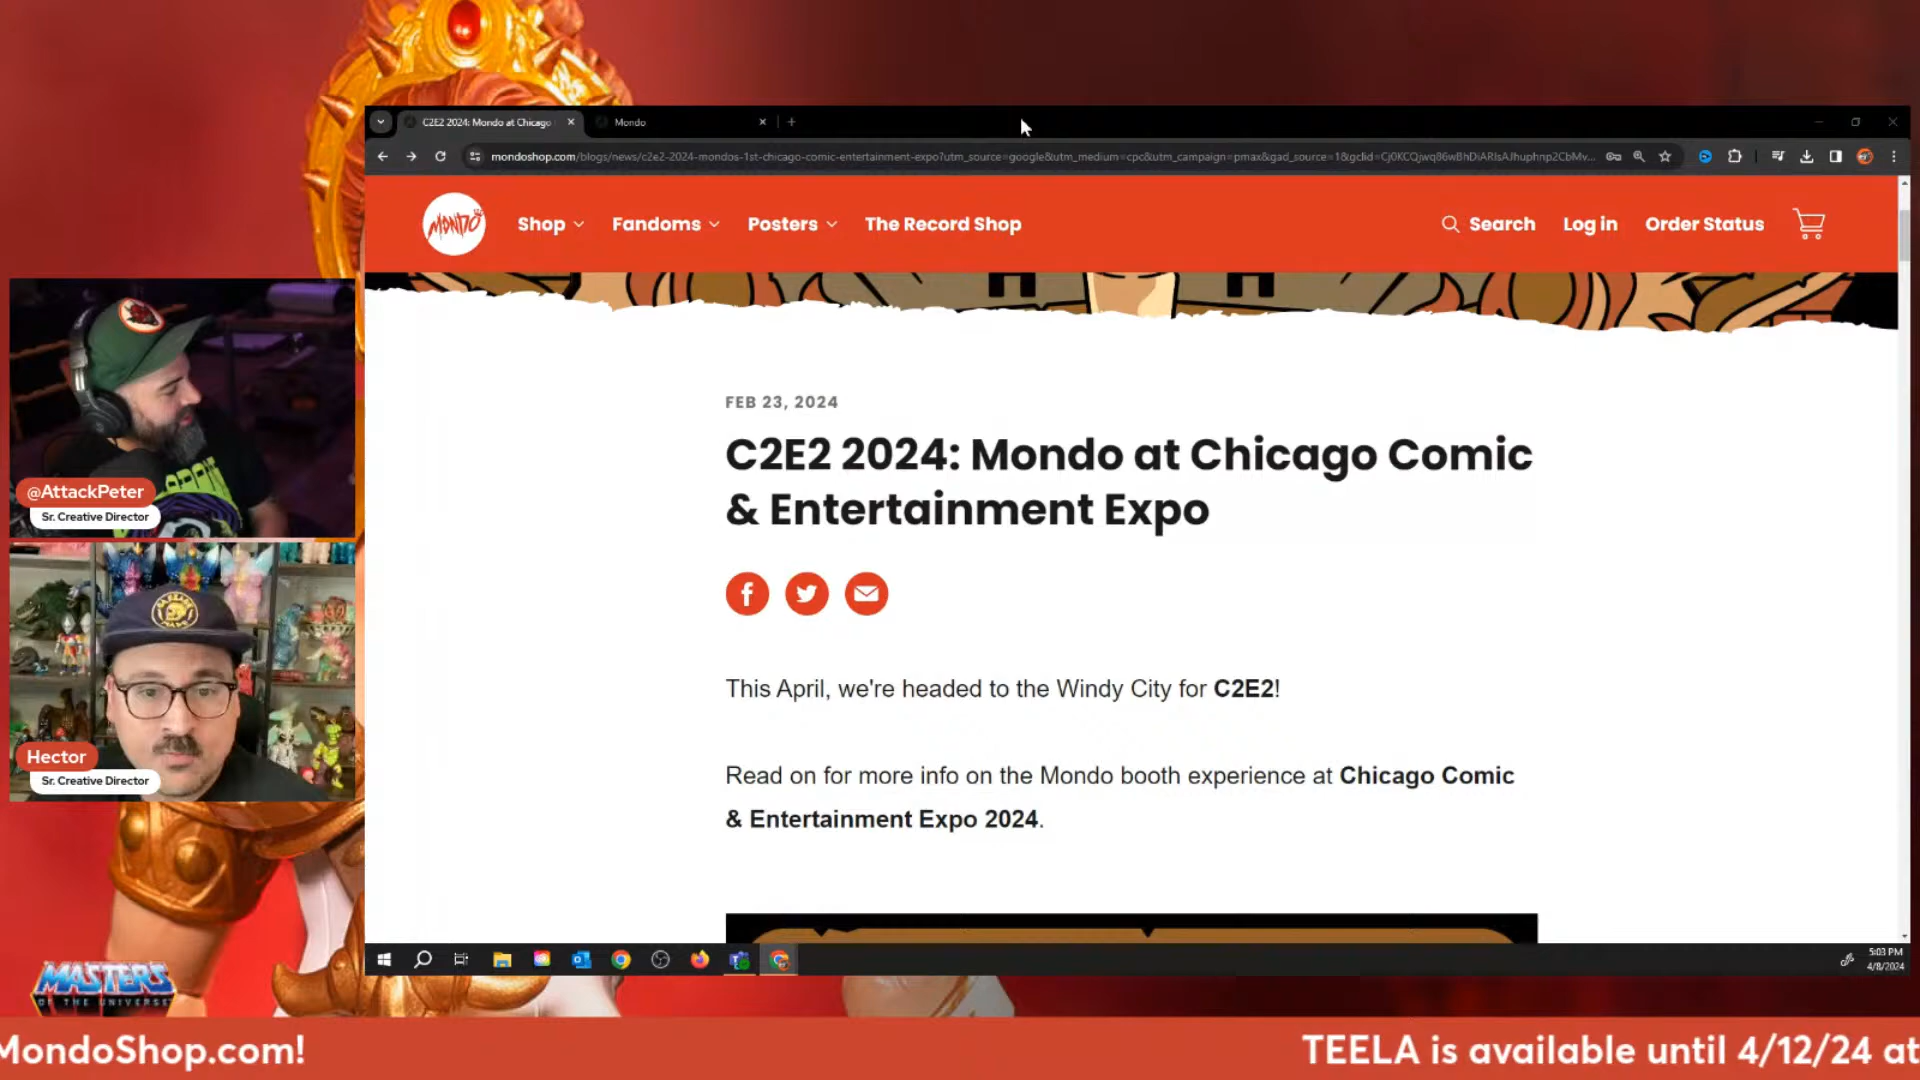 C2E2 2024: Mondo at Chicago
Mondo
mondoshop.com/blogs/news/c2e2-2024-mondos-1st-chicago-comic-entertainment-expo?utm_source=google&utm_medium=cpc&utm_campaign=pmax&gad_source=1&gclid=
MONDO
Shop
Fandoms
Posters
The Record Shop
Search
Log in
Order Status
FEB 23, 2024
C2E2 2024: Mondo at Chicago Comic
& Entertainment Expo
This April, we're headed to the Windy City for C2E2!
Read on for more info on the Mondo booth experience at Chicago Comic
& Entertainment Expo 2024.
@AttackPeter
Sr. Creative Director
Hector
Sr. Creative Director
5:03 PM
4/8/2024
MASTERS
OF THE UNIVERSE
MondoShop.com!
TEELA is available until 4/12/24 at